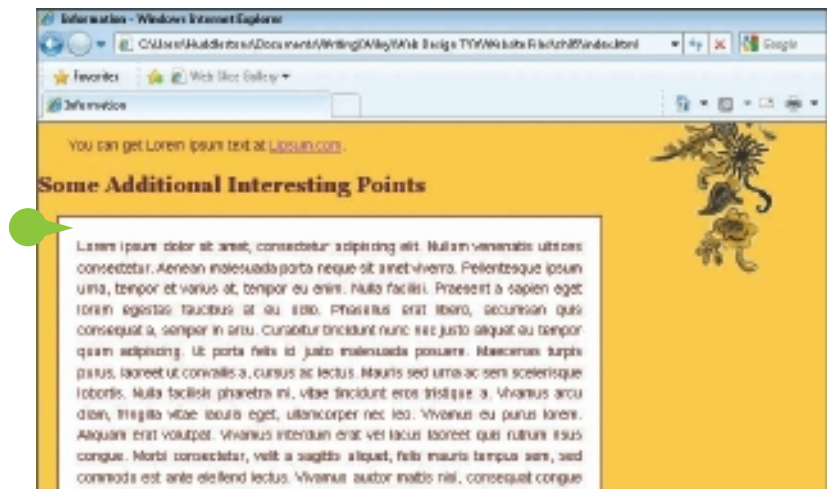 Information - Windows Internet Explorer
Google
Favorites Web Slice Gallery
Information
You can get Lorem Ipsum text at Lipsum.com.
Some Additional Interesting Points
Lorem ipsum dolor sit amet, consectetur adipiscing elit. Nullam venenatis ultrices
consectetur. Aenean malesuada porta neque sit amet viverra. Pellentesque ipsum
urna, tempor et varius at, tempor eu enim. Nulla facilisi. Praesent a sapien eget
lorem egestas faucibus at eu odio. Phasellus erat libero, accumsan quis
consequat a, semper in arcu. Curabitur tincidunt nunc nec justo aliquet eu tempor
quam adipiscing. Ut porta felis id justo malesuada posuere. Maecenas turpis
purus, laoreet ut convallis a, cursus ac lectus. Mauris sed urna ac sem scelerisque
lobortis. Nulla facilisis pharetra mi, vitae tincidunt eros tristique a. Vivamus arcu
diam, fringilla vitae iaculis eget, ullamcorper nec leo. Vivamus eu purus lorem.
Aliquam erat volutpat. Vivamus interdum erat vel lacus laoreet quis rutrum risus
congue. Morbi consectetur, velit a sagittis aliquet, felis mauris tempus sem, sed
commodo est ante eleifend lectus. Vivamus auctor mattis nisl, consequat congue